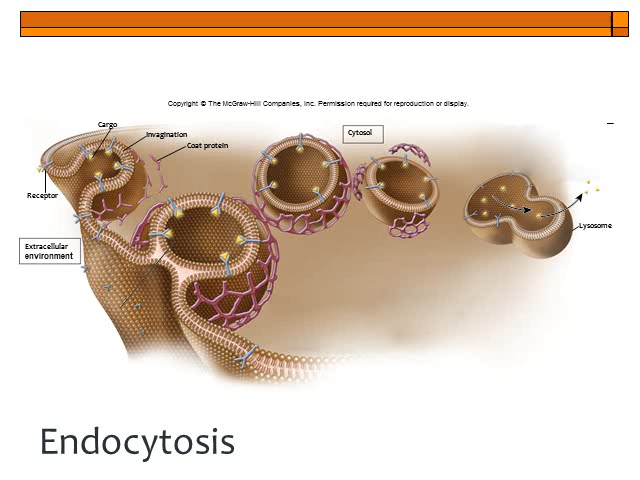 Copyright © The McGraw-Hill Companies, Inc. Permission required for reproduction or display.
Cargo
Invagination
Coat protein
Cytosol
Receptor
Lysosome
Extracellular
environment
Endocytosis